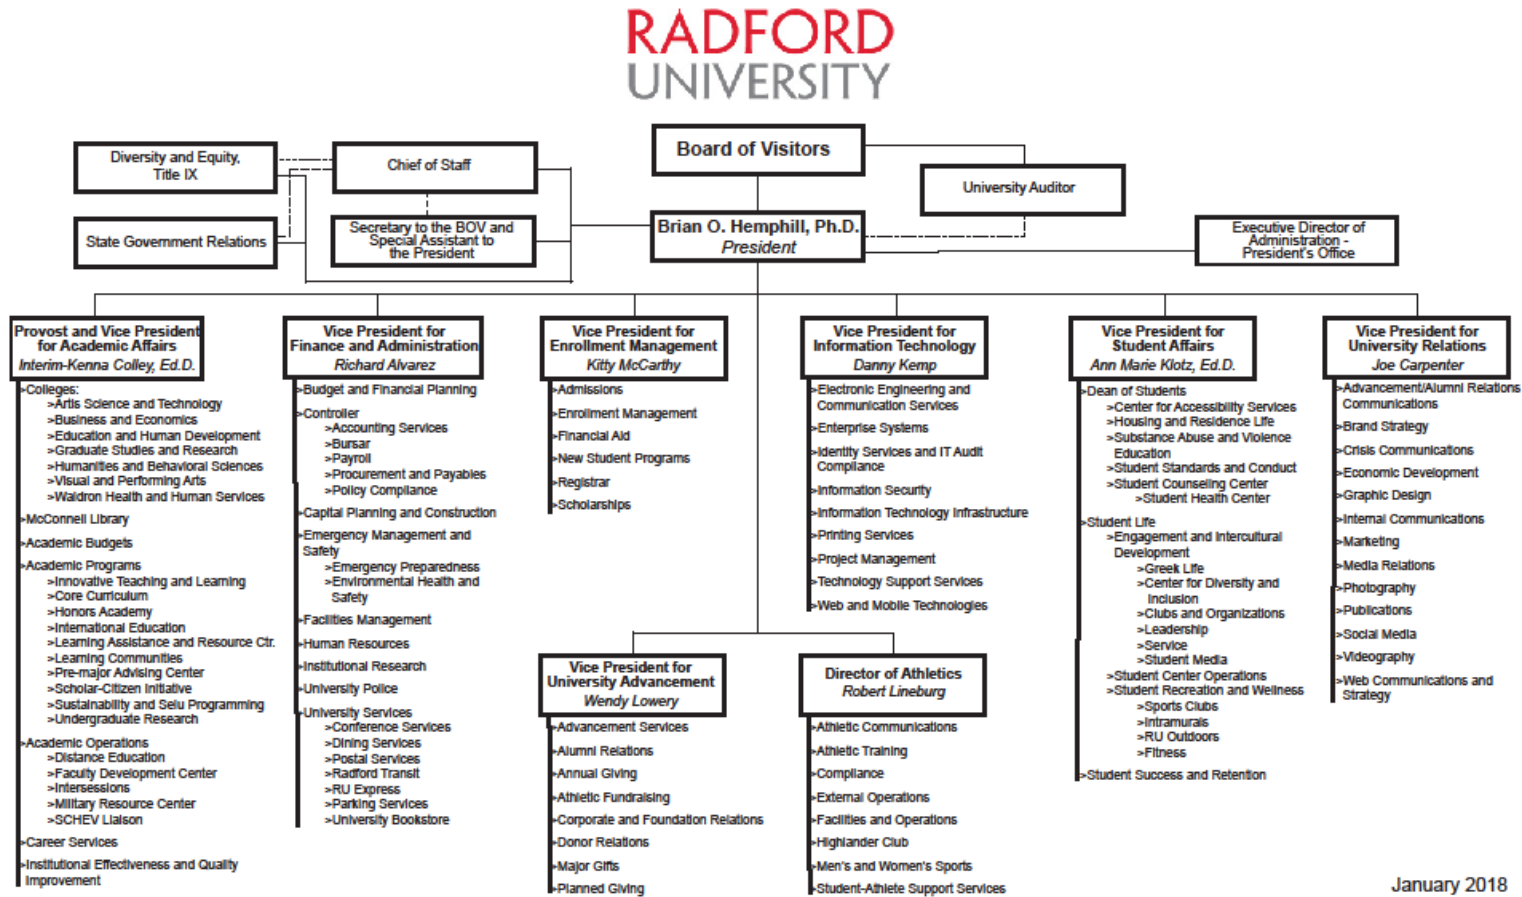 RADFORD
UNIVERSITY
Board of Visitors
Diversity and Equity,
Title IX
Chief of Staff
University Auditor
State Government Relations
Secretary to the BOV and
Special Assistant to
the President
Brian O. Hemphill, Ph.D.
President
Executive Director of
Administration -
President's Office
Provost and Vice President
for Academic Affairs
Interim-Kenna Colley, Ed.D.
>Colleges:
>Artis Science and Technology
>Business and Economics
>Education and Human Development
>Graduate Studies and Research
>Humanities and Behavioral Sciences
>Visual and Performing Arts
>Waldron Health and Human Services
>McConnell Library
>Academic Budgets
>Academic Programs
>Innovative Teaching and Learning
>Core Curriculum
>Honors Academy
>International Education
>Learning Assistance and Resource Ctr.
>Learning Communities
>Pre-major Advising Center
>Scholar-Citizen Initiative
>Sustainability and Selu Programming
>Undergraduate Research
>Academic Operations
>Distance Education
>Faculty Development Center
>Intersessions
>Military Resource Center
>SCHEV Liaison
>Career Services
>Institutional Effectiveness and Quality
Improvement
Vice President for
Finance and Administration
Richard Alvarez
>Budget and Financial Planning
>Controller
>Accounting Services
>Bursar
>Payroll
>Procurement and Payables
>Policy Compliance
>Capital Planning and Construction
>Emergency Management and
Safety
>Emergency Preparedness
>Environmental Health and
Safety
>Facilities Management
>Human Resources
>Institutional Research
>University Police
>University Services
>Conference Services
>Dining Services
>Postal Services
>Radford Transit
>RU Express
>Parking Services
>University Bookstore
Vice President for
Enrollment Management
Kitty McCarthy
>Admissions
>Enrollment Management
>Financial Aid
>New Student Programs
>Registrar
>Scholarships
Vice President for
Information Technology
Danny Kemp
>Electronic Engineering and
Communication Services
>Enterprise Systems
>Identity Services and IT Audit
Compliance
>Information Security
>Information Technology Infrastructure
>Printing Services
>Project Management
>Technology Support Services
>Web and Mobile Technologies
Vice President for
Student Affairs
Ann Marie Klotz, Ed.D.
>Dean of Students
>Center for Accessibility Services
>Housing and Residence Life
>Substance Abuse and Violence
Education
>Student Standards and Conduct
>Student Counseling Center
>Student Health Center
>Student Life
>Engagement and Intercultural
Development
>Greek Life
>Center for Diversity and
Inclusion
>Clubs and Organizations
>Leadership
>Service
>Student Media
>Student Center Operations
>Student Recreation and Wellness
>Sports Clubs
>Intramurals
>RU Outdoors
>Fitness
>Student Success and Retention
Vice President for
University Relations
Joe Carpenter
>Advancement/Alumni Relations
Communications
>Brand Strategy
>Crisis Communications
>Economic Development
>Graphic Design
>Internal Communications
>Marketing
>Media Relations
>Photography
>Publications
>Social Media
>Videography
>Web Communications and
Strategy
Vice President for
University Advancement
Wendy Lowery
>Advancement Services
>Alumni Relations
>Annual Giving
>Athletic Fundraising
>Corporate and Foundation Relations
>Donor Relations
>Major Gifts
>Planned Giving
Director of Athletics
Robert Lineburg
>Athletic Communications
>Athletic Training
>Compliance
>External Operations
>Facilities and Operations
>Highlander Club
>Men's and Women's Sports
>Student-Athlete Support Services
January 2018